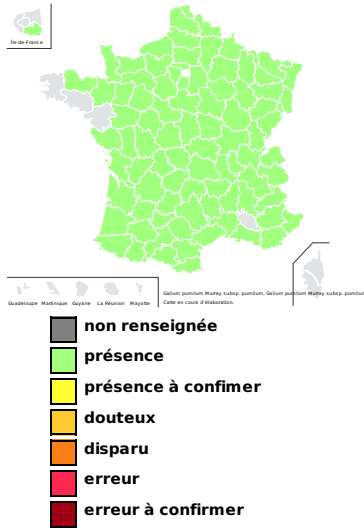 Île-de-France
Guadeloupe Martinique Guyane La Réunion Mayotte
Galium pumilum Murray subsp. pumilum, Galium pumilum Murray subsp. pumilum
Carte en cours d'élaboration.
non renseignée
présence
présence à confimer
douteux
disparu
erreur
erreur à confirmer